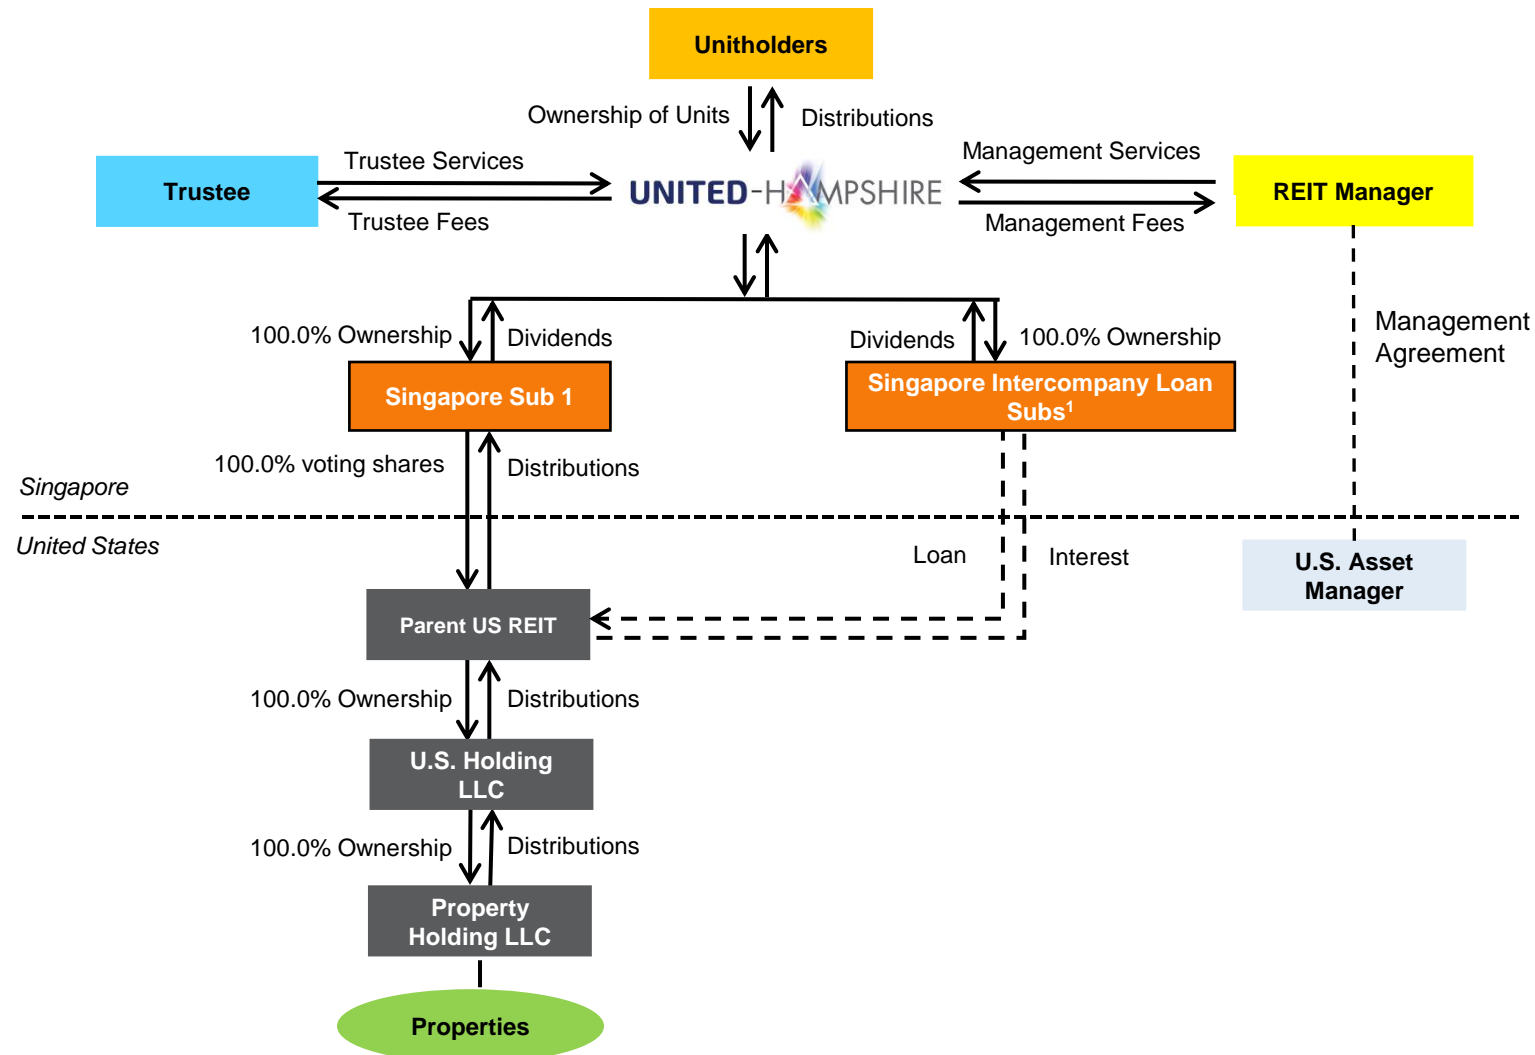 Unitholders
Ownership of Units
Distributions
Trustee
Trustee Services
Trustee Fees
UNITED-HAMPSHIRE
Management Services
Management Fees
REIT Manager
100.0% Ownership
Dividends
Dividends
100.0% Ownership
Management
Agreement
Singapore Sub 1
Singapore Intercompany Loan
Subs1
100.0% voting shares
Distributions
Singapore
United States
Loan
Interest
U.S. Asset
Manager
Parent US REIT
100.0% Ownership
Distributions
U.S. Holding
LLC
100.0% Ownership
Distributions
Property
Holding LLC
Properties